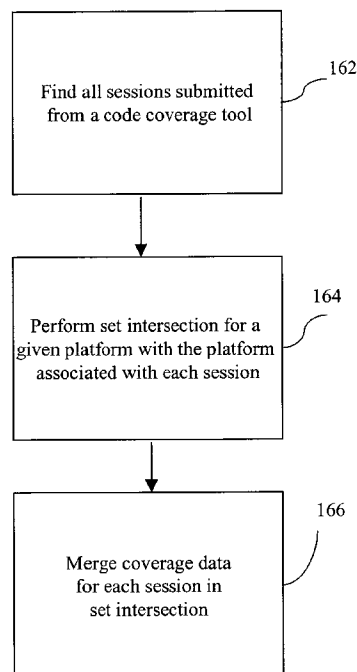 Find all sessions submitted
from a code coverage tool
162
Perform set intersection for a
given platform with the platform
associated with each session
164
Merge coverage data
for each session in
set intersection
166